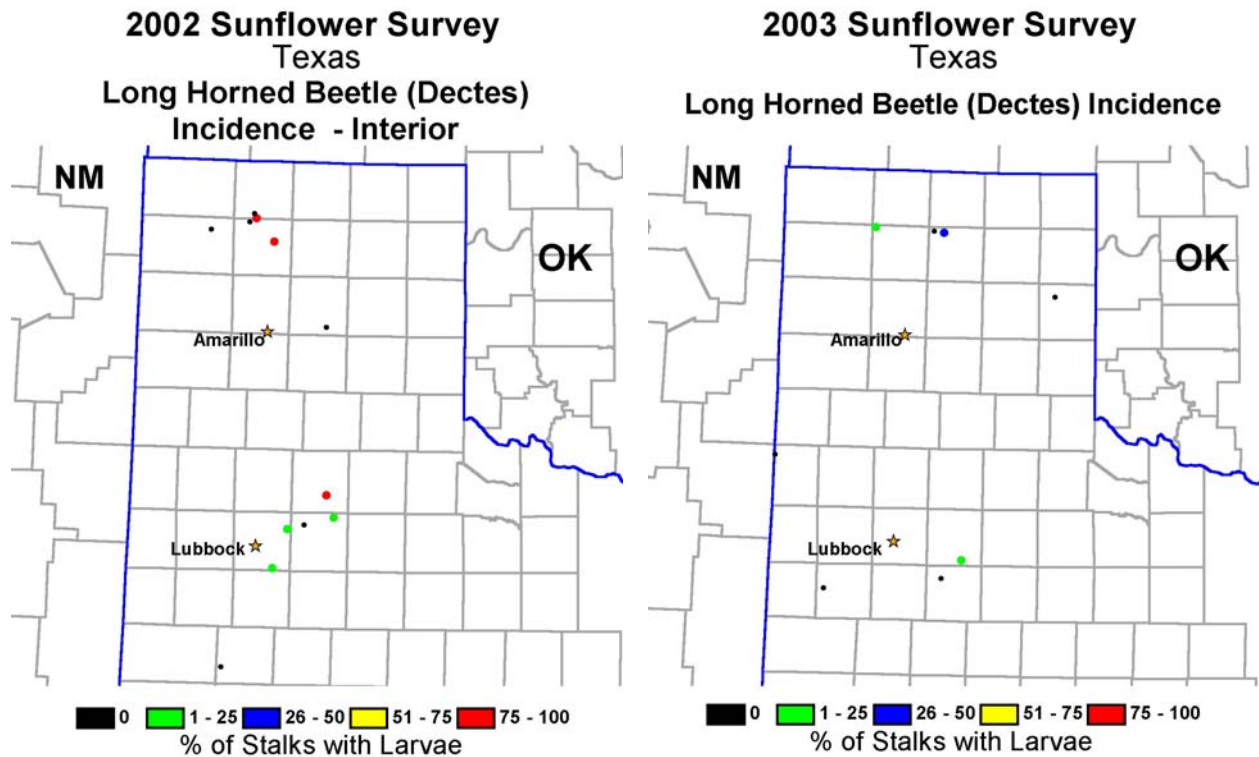 2002 Sunflower Survey
Texas
Long Horned Beetle (Dectes)
Incidence - Interior
NM
OK
Amarillo
Lubbock
0 1 - 25 26 - 50 51 - 75 75 - 100
% of Stalks with Larvae
2003 Sunflower Survey
Texas
Long Horned Beetle (Dectes) Incidence
NM
OK
Amarillo
Lubbock
0 1 - 25 26 - 50 51 - 75 75 - 100
% of Stalks with Larvae